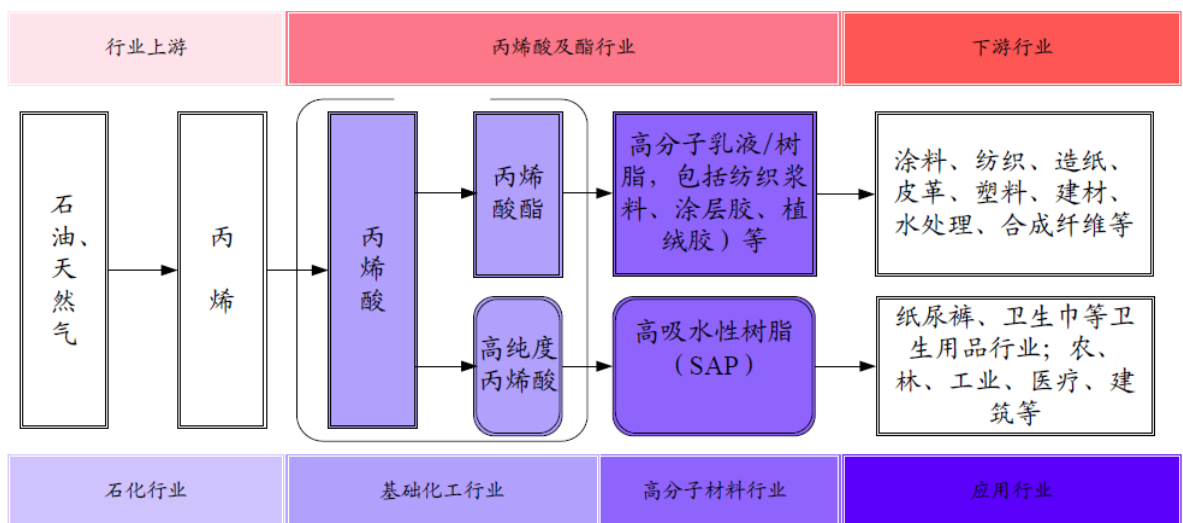 行业上游
丙烯酸及酯行业
下游行业
石
油、
天
然
气
丙
烯
丙
烯
酸
丙烯
酸酯
高纯度
丙烯酸
高分子乳液/树
脂，包括纺织浆
料、涂层胶、植
绒胶）等
高吸水性树脂
（SAP）
涂料、纺织、造纸、
皮革、塑料、建材、
水处理、合成纤维等
纸尿裤、卫生巾等卫
生用品行业；农、
林、工业、医疗、建
筑等
石化行业
基础化工行业
高分子材料行业
应用行业